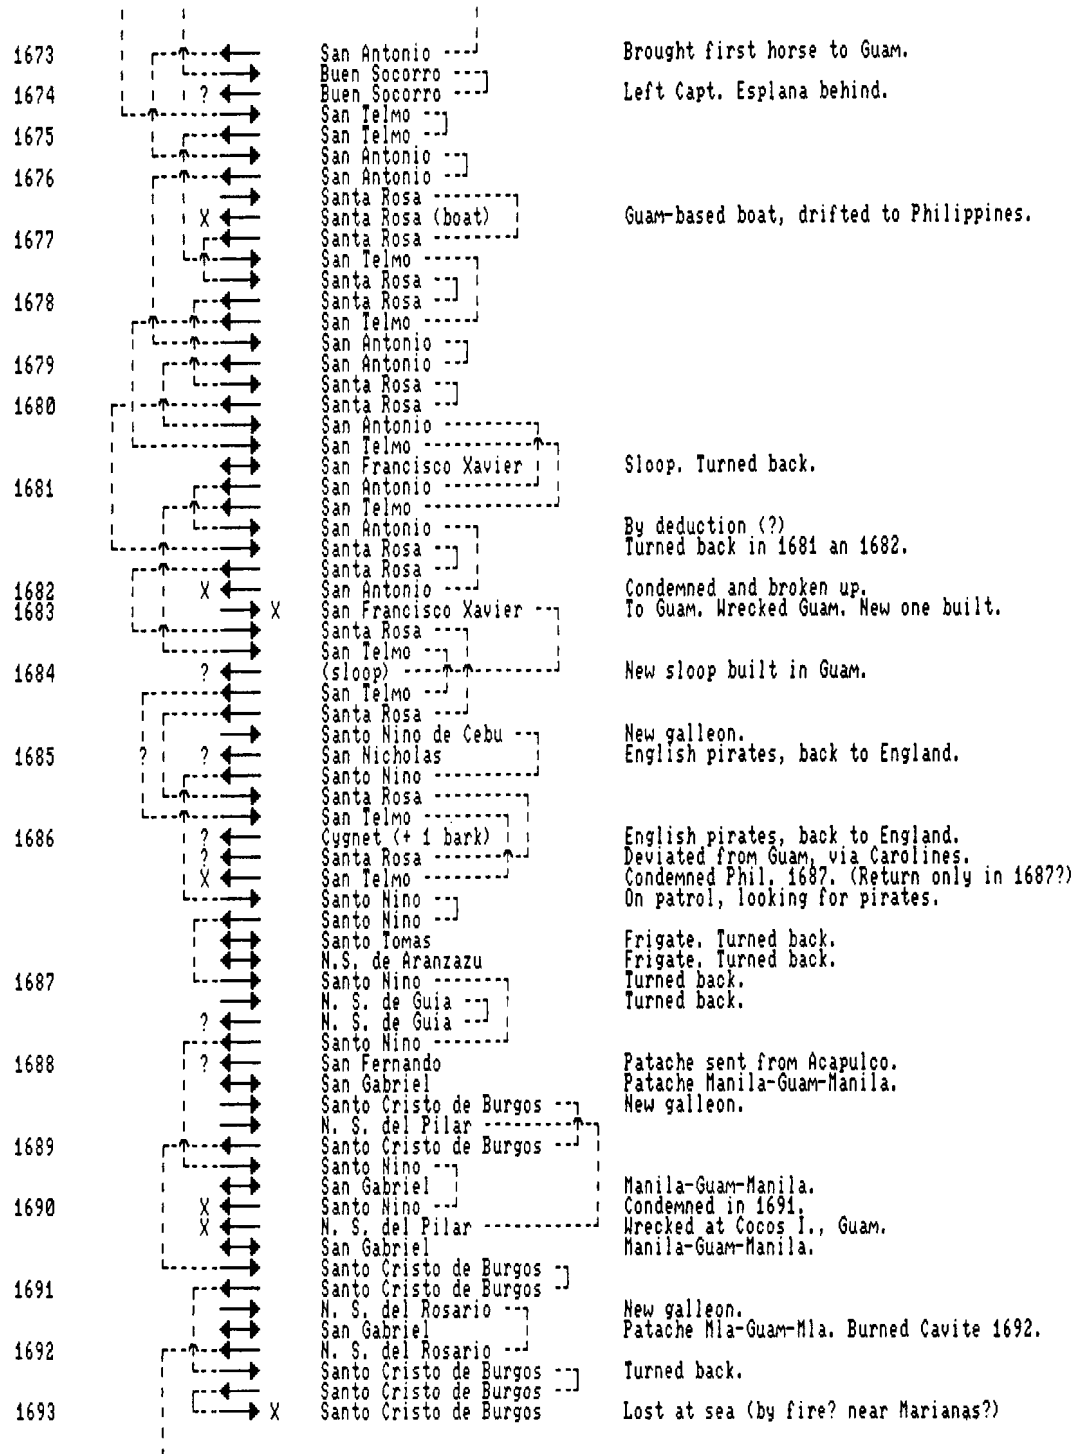 1673 San Antonio Brought first horse to Guam.
Buen Socorro
1674 ? Buen Socorro Left Capt. Esplana behind.
San Telmo
1675 San Telmo
San Antonio
1676 San Antonio
Santa Rosa
X Santa Rosa (boat) Guam-based boat, drifted to Philippines.
1677 Santa Rosa
San Telmo
Santa Rosa
1678 Santa Rosa
San Telmo
San Antonio
1679 San Antonio
Santa Rosa
1680 Santa Rosa
San Antonio
San Telmo
San Francisco Xavier Sloop. Turned back.
1681 San Antonio
San Telmo
San Antonio By deduction (?)
Santa Rosa Turned back in 1681 an 1682.
Santa Rosa
1682 X San Antonio Condemned and broken up.
1683 X San Francisco Xavier To Guam. Wrecked Guam. New one built.
Santa Rosa
San Telmo
1684 ? (sloop) New sloop built in Guam.
San Telmo
Santa Rosa
Santo Nino de Cebu New galleon.
1685 ? ? San Nicholas English pirates, back to England.
Santo Nino
Santa Rosa
San Telmo
1686 ? Cygnet (+ 1 bark) English pirates, back to England.
? Santa Rosa Deviated from Guam, via Carolines.
X San Telmo Condemned Phil. 1687. (Return only in 1687?)
Santo Nino On patrol, looking for pirates.
Santo Nino
Santo Tomas Frigate. Turned back.
N.S. de Aranzazu Frigate. Turned back.
1687 Santo Nino Turned back.
N. S. de Guia Turned back.
? N. S. de Guia
Santo Nino
1688 ? San Fernando Patache sent from Acapulco.
San Gabriel Patache Manila-Guam-Manila.
Santo Cristo de Burgos New galleon.
N. S. del Pilar
1689 Santo Cristo de Burgos
Santo Nino
San Gabriel Manila-Guam-Manila.
1690 X Santo Nino Condemned in 1691.
X N. S. del Pilar Wrecked at Cocos I., Guam.
San Gabriel Manila-Guam-Manila.
Santo Cristo de Burgos
1691 Santo Cristo de Burgos
N. S. del Rosario New galleon.
San Gabriel Patache Mla-Guam-Mla. Burned Cavite 1692.
1692 N. S. del Rosario
Santo Cristo de Burgos Turned back.
Santo Cristo de Burgos
1693 X Santo Cristo de Burgos Lost at sea (by fire? near Marianas?)